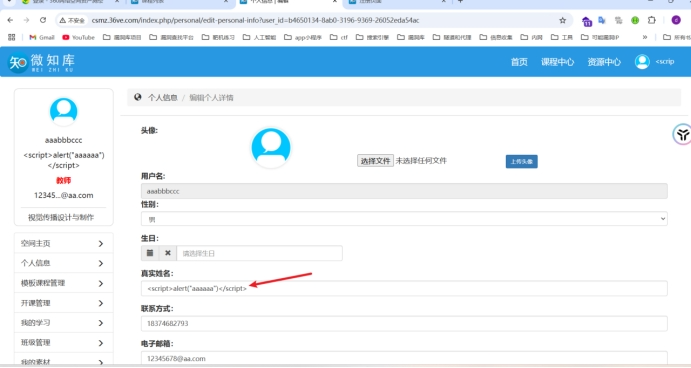 个人信息 | 编辑
不安全 csmz.36ve.com/index.php/personal/edit-personal-info?user_id=b4650134-8ab0-3196-9369-26052eda54ac
Gmail YouTube 漏洞库项目 漏洞查找平台 靶机练习 人工智能 app小程序 ctf 搜索引擎 漏洞库 隧道和代理 信息收集 内网 工具 可能漏洞IP » 所有书
微知库 首页 课程中心 资源中心 <scrip
WEI ZHI KU
个人信息 / 编辑个人详情
头像:
aaabbbccc
<script>alert("aaaaaa")
</script>
教师
12345...@aa.com
视觉传播设计与制作
选择文件 未选择任何文件 上传头像
用户名:
aaabbbccc
性别:
男
生日:
请选择生日
真实姓名:
<script>alert("aaaaaa")</script>
联系方式:
18374682793
电子邮箱:
12345678@aa.com
空间主页
个人信息
模板课程管理
开课管理
我的学习
班级管理
我的素材